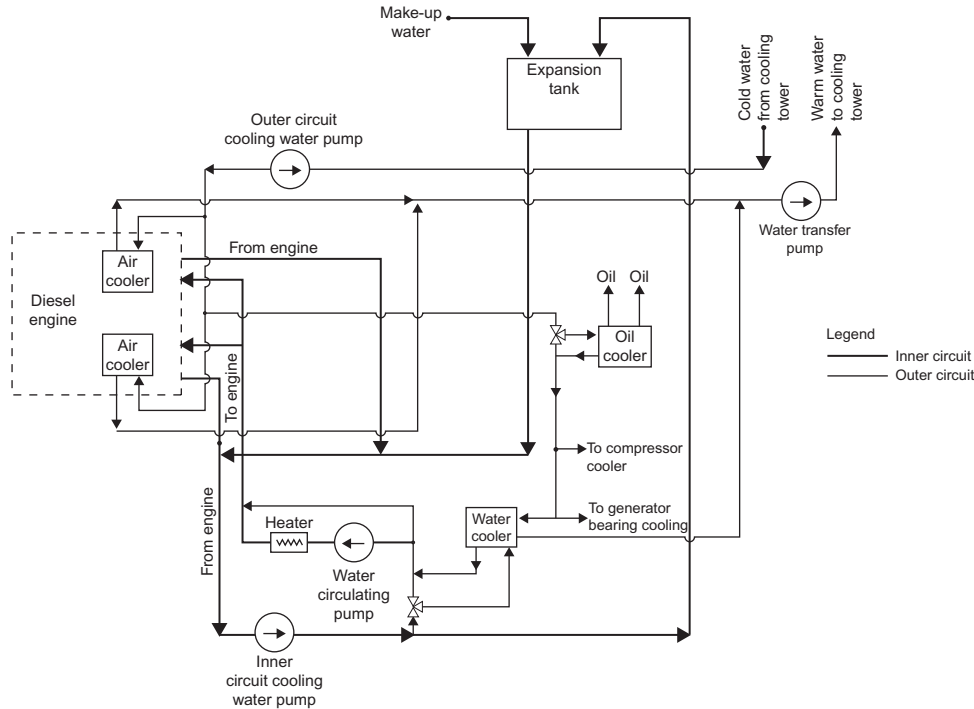 Make-up
water
Expansion
tank
Cold water
from cooling
tower
Warm water
to cooling
tower
Outer circuit
cooling water pump
Water transfer
pump
From engine
Air
cooler
Diesel
engine
Air
cooler
To engine
Oil
Oil
Oil
cooler
Legend
Inner circuit
Outer circuit
To compressor
cooler
To generator
bearing cooling
Water
cooler
Heater
Water
circulating
pump
From engine
Inner
circuit cooling
water pump